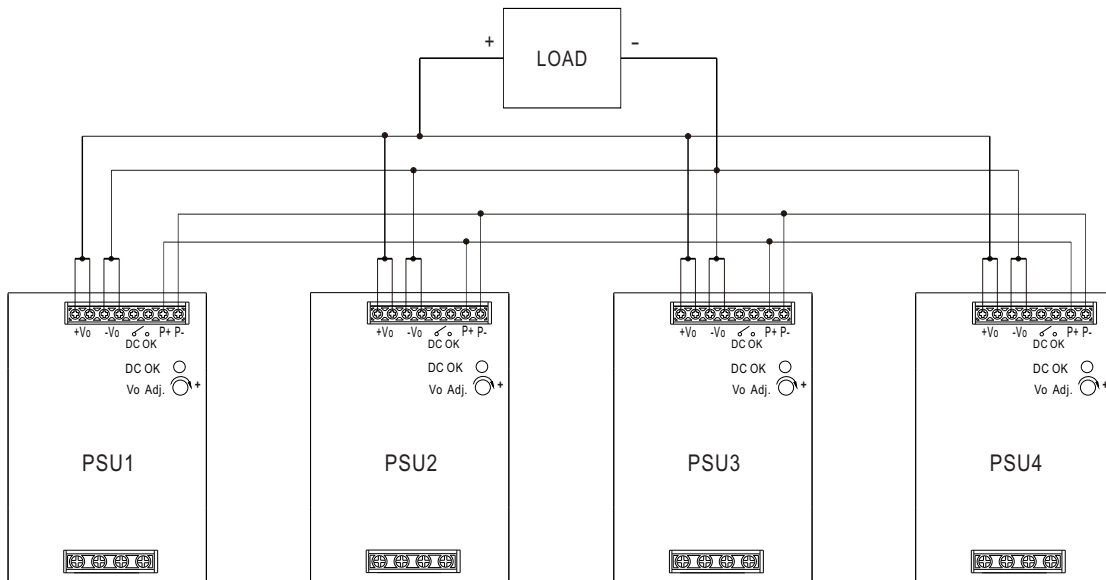 + LOAD -
+Vo -Vo P+ P-
DC OK
DC OK
Vo Adj. +
PSU1
+Vo -Vo P+ P-
DC OK
DC OK
Vo Adj. +
PSU2
+Vo -Vo P+ P-
DC OK
DC OK
Vo Adj. +
PSU3
+Vo -Vo P+ P-
DC OK
DC OK
Vo Adj. +
PSU4